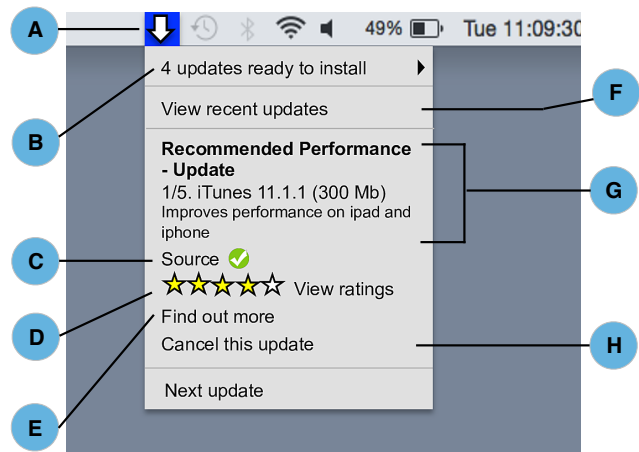 A
49%
Tue 11:09:30
4 updates ready to install
B
View recent updates
F
Recommended Performance
- Update
1/5. iTunes 11.1.1 (300 Mb)
Improves performance on ipad and
iphone
G
C
Source
D
View ratings
Find out more
Cancel this update
H
E
Next update